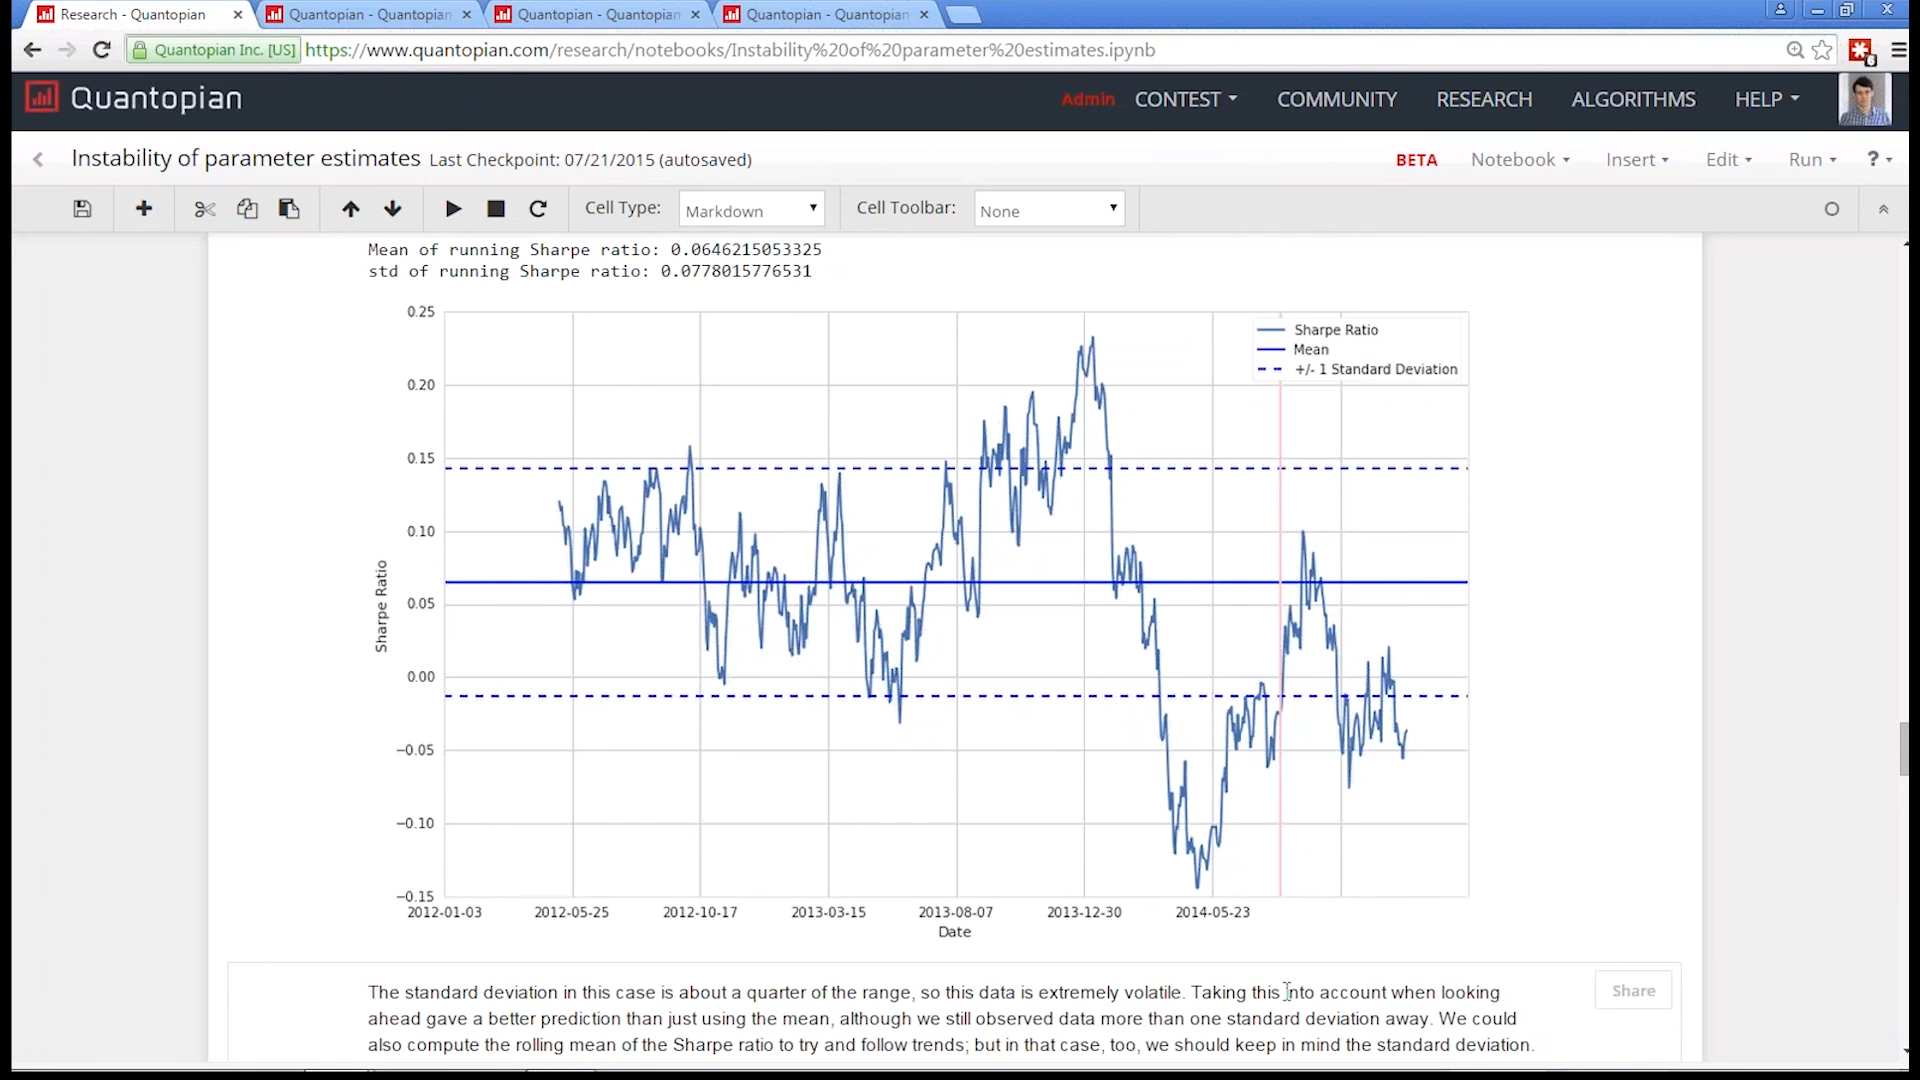 Research - Quantopian
Quantopian - Quantopian
Quantopian - Quantopian
Quantopian - Quantopian
Quantopian Inc. [US] https://www.quantopian.com/research/notebooks/Instability%20of%20parameter%20estimates.ipynb
6
Quantopian
Admin CONTEST COMMUNITY RESEARCH ALGORITHMS HELP
Instability of parameter estimates Last Checkpoint: 07/21/2015 (autosaved)
BETA Notebook Insert Edit Run ?
Cell Type: Markdown Cell Toolbar: None
Mean of running Sharpe ratio: 0.0646215053325
std of running Sharpe ratio: 0.0778015776531
0.25
0.20
0.15
0.10
0.05
0.00
−0.05
−0.10
−0.15
Sharpe Ratio
Sharpe Ratio
Mean
+/- 1 Standard Deviation
2012-01-03 2012-05-25 2012-10-17 2013-03-15 2013-08-07 2013-12-30 2014-05-23
Date
The standard deviation in this case is about a quarter of the range, so this data is extremely volatile. Taking this into account when looking
ahead gave a better prediction than just using the mean, although we still observed data more than one standard deviation away. We could
also compute the rolling mean of the Sharpe ratio to try and follow trends; but in that case, too, we should keep in mind the standard deviation.
Share